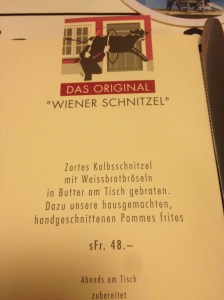 DAS ORIGINAL
"WIENER SCHNITZEL"
Zartes Kalbsschnitzel
mit Weissbrotbröseln
in Butter am Tisch gebraten.
Dazu unsere hausgemachten,
handgeschnittenen Pommes frites
sFr. 48.–
Abends am Tisch
zubereitet